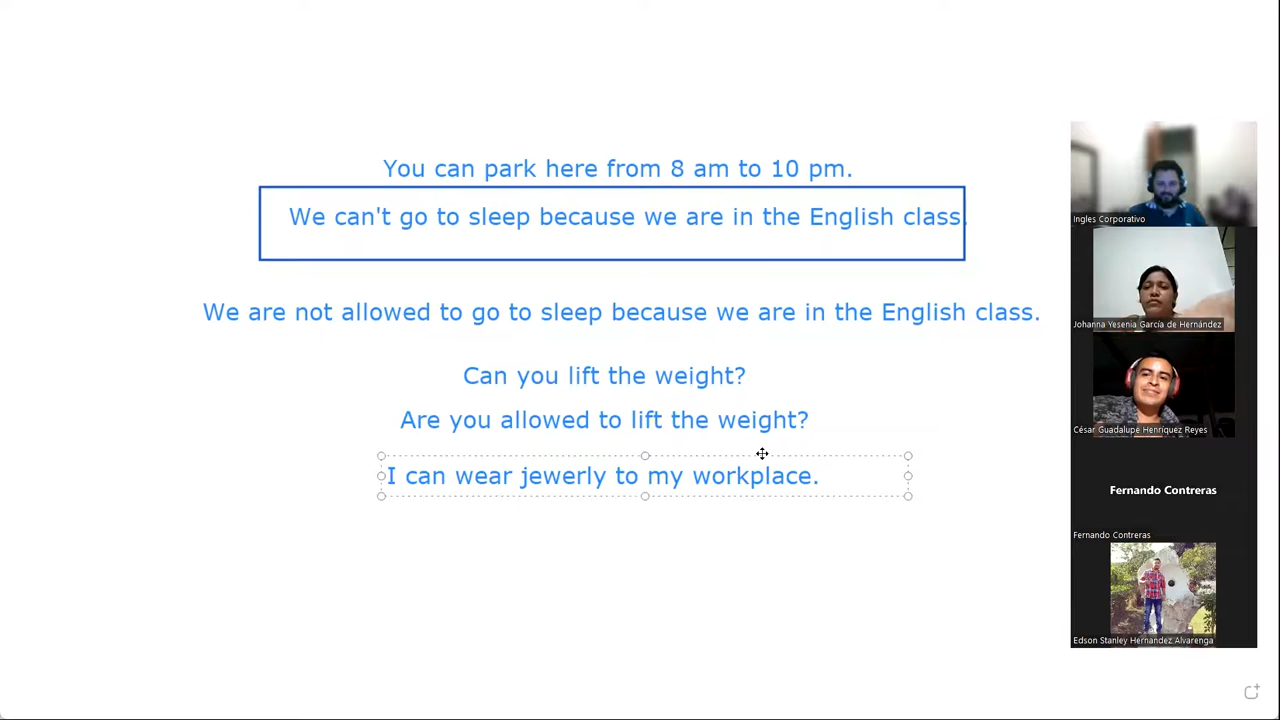 You can park here from 8 am to 10 pm.
We can't go to sleep because we are in the English class.
We are not allowed to go to sleep because we are in the English class.
Can you lift the weight?
Are you allowed to lift the weight?
I can wear jewerly to my workplace.
Ingles Corporativo
Johanna Yesenia García de Hernández
César Guadalupe Henríquez Reyes
Fernando Contreras
Fernando Contreras
Edson Stanley Hernandez Alvarenga